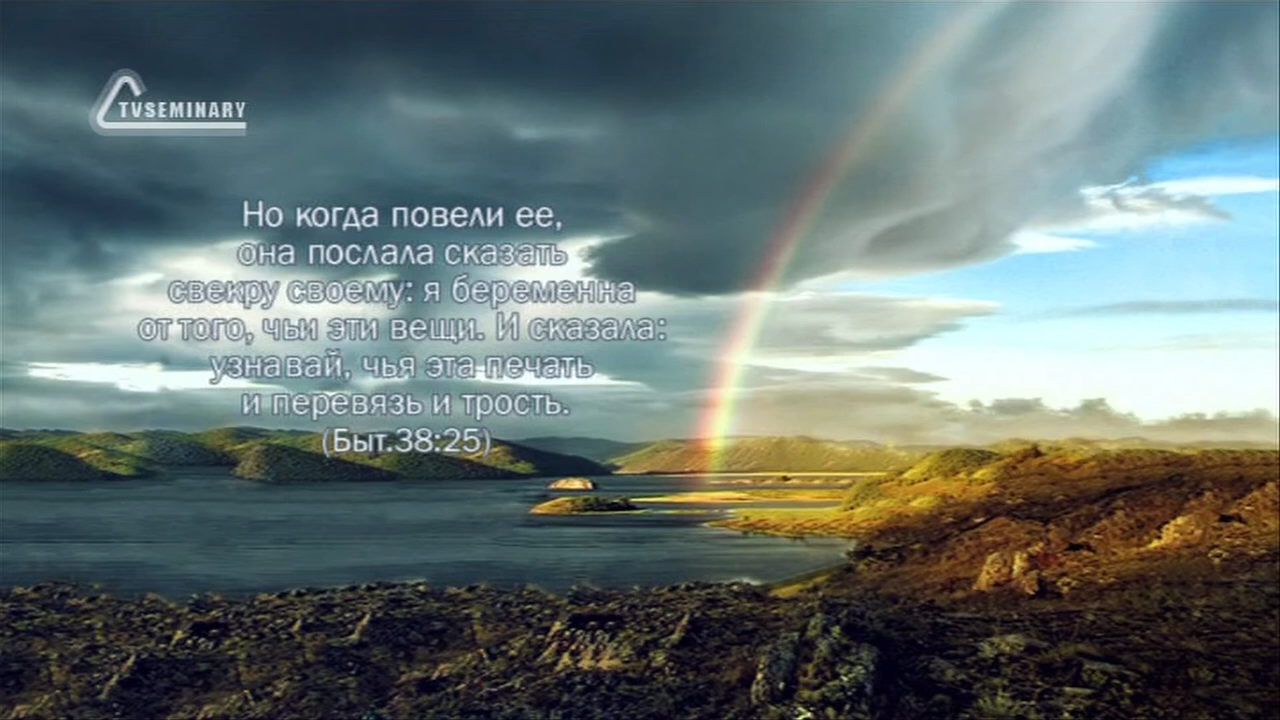 TVSEMINARY
Но когда повели ее,
она послала сказать
свекру своему: я беременна
от того, чьи эти вещи. И сказала:
узнавай, чья эта печать
и перевязь и трость.
(Быт.38:25)